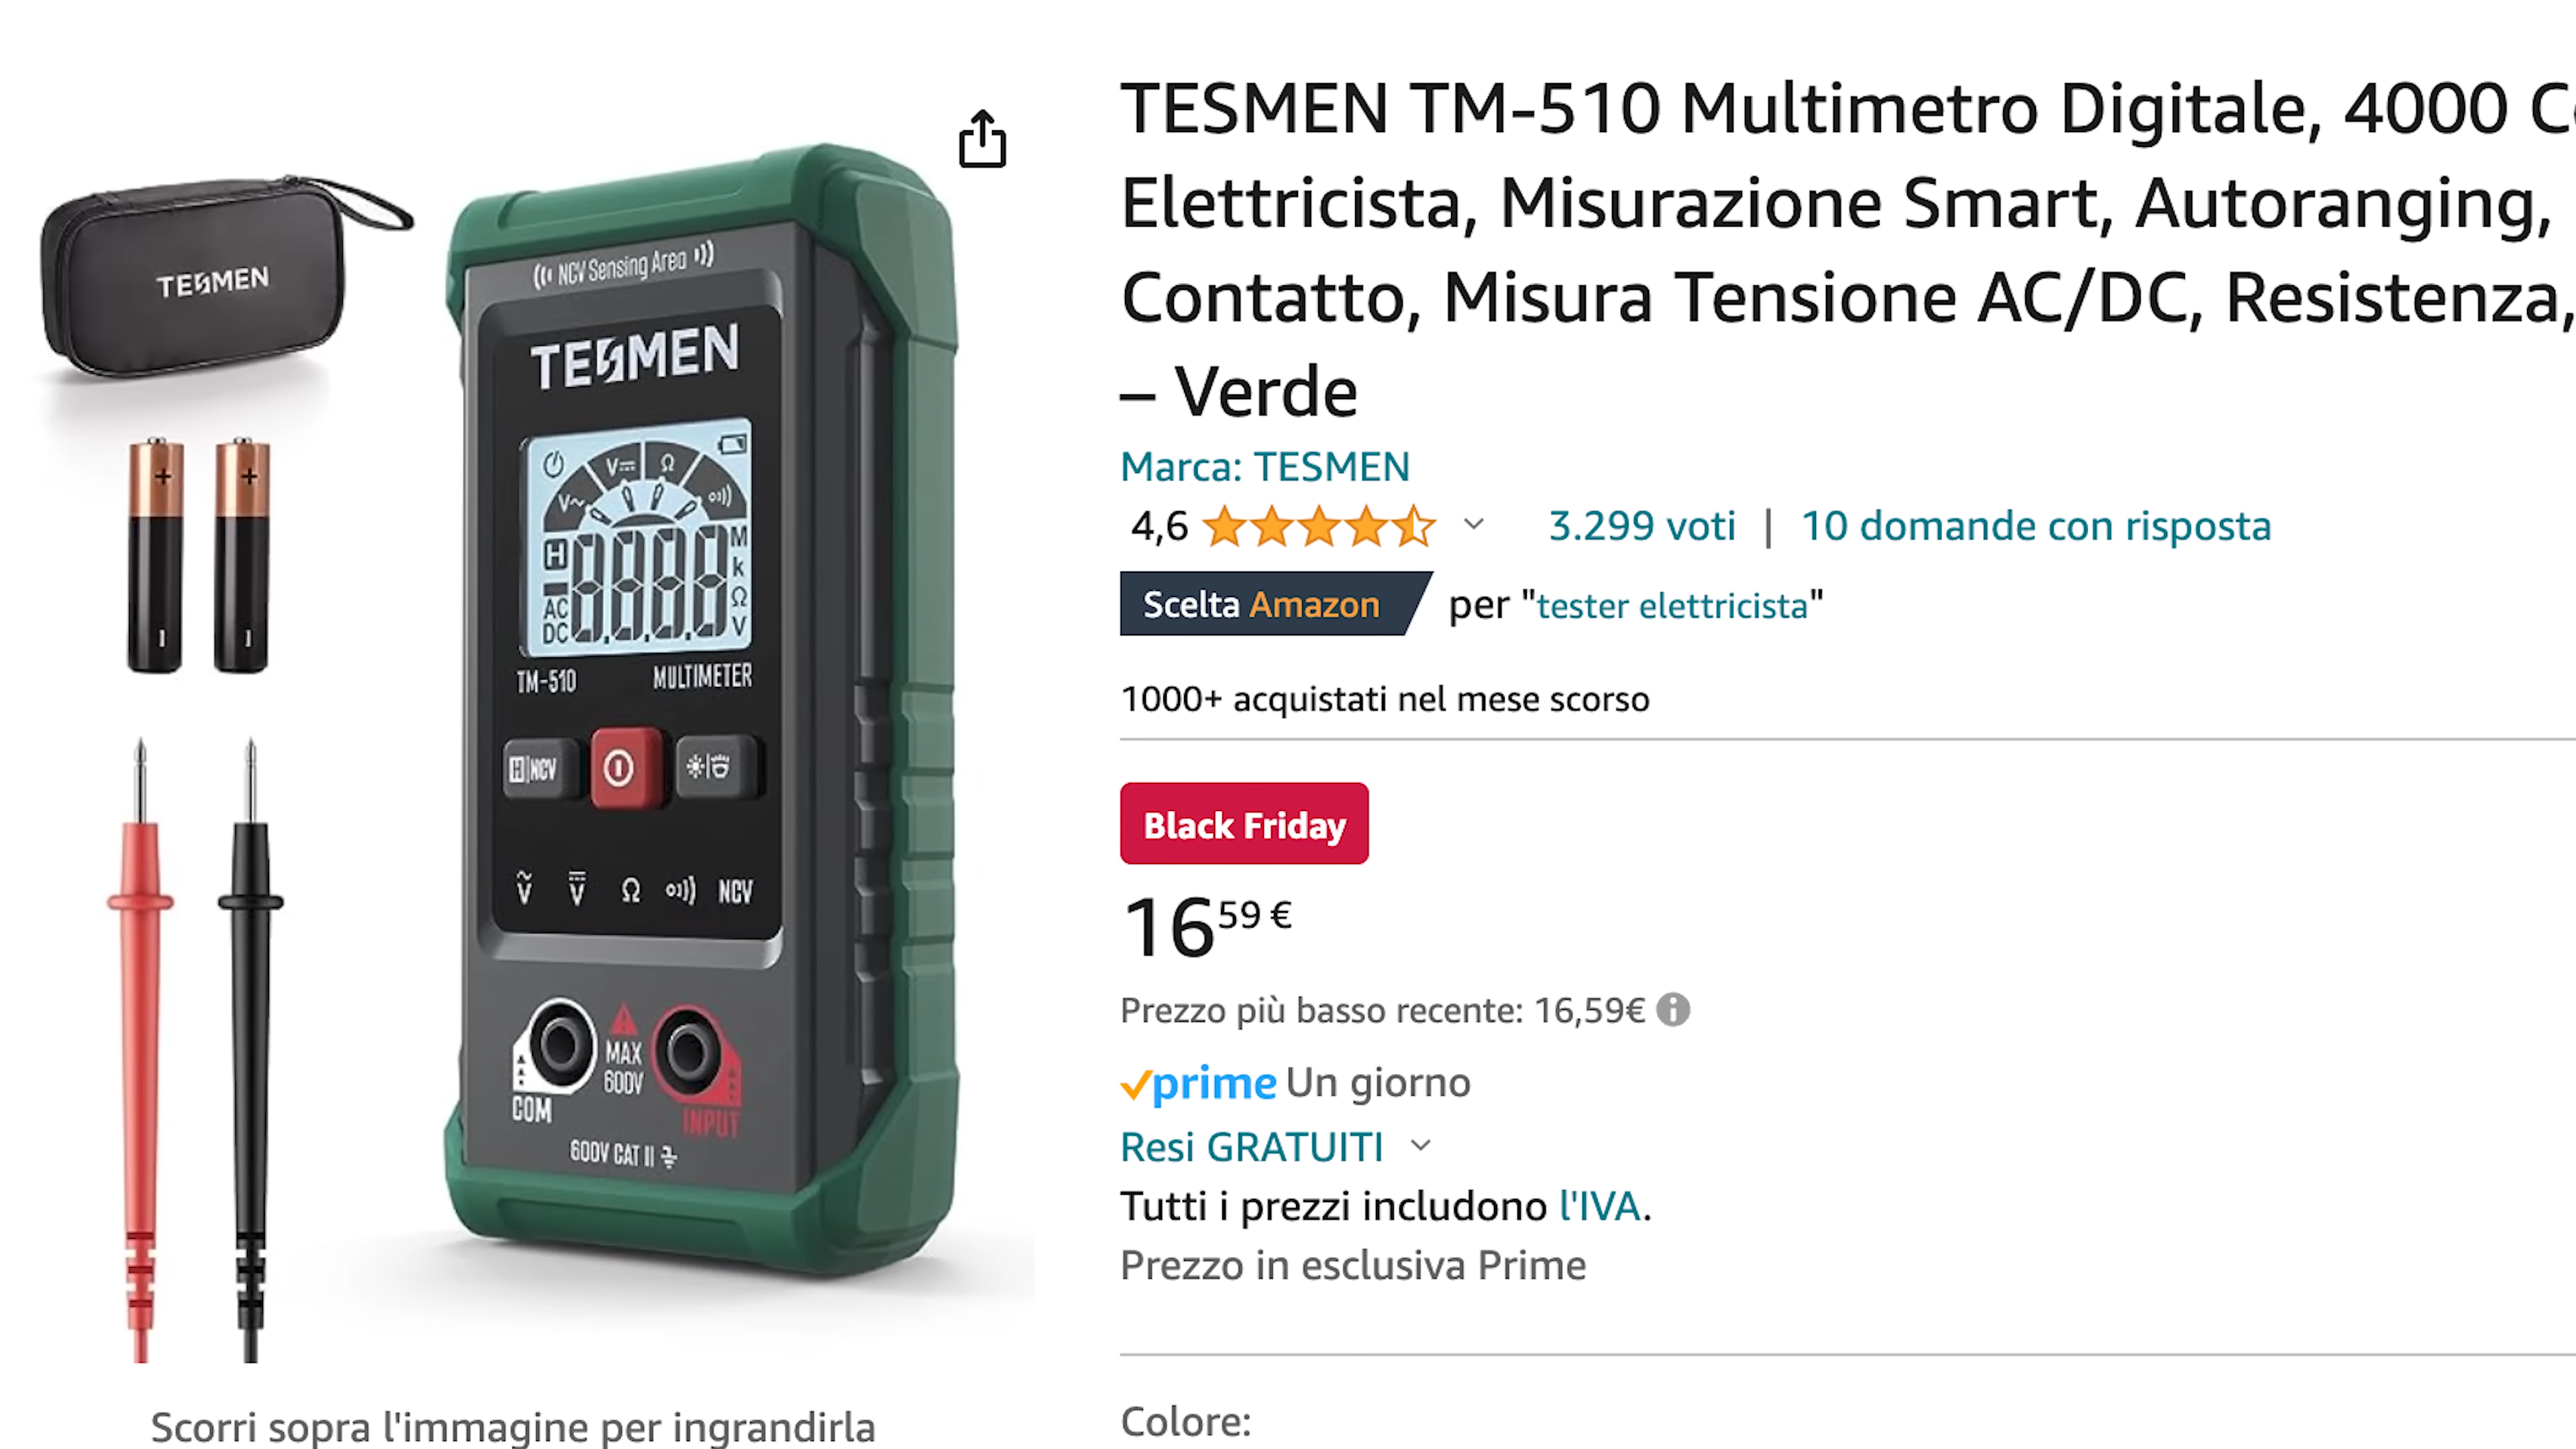 TESMEN TM-510 Multimetro Digitale, 4000
Elettricista, Misurazione Smart, Autoranging,
Contatto, Misura Tensione AC/DC, Resistenza,
– Verde
Marca: TESMEN
4,6 3.299 voti | 10 domande con risposta
Scelta Amazon per "tester elettricista"
1000+ acquistati nel mese scorso
Black Friday
16 59 €
Prezzo più basso recente: 16,59€
prime Un giorno
Resi GRATUITI
Tutti i prezzi includono l'IVA.
Prezzo in esclusiva Prime
Colore:
TESMEN
NCV Sensing Area
TESMEN
V~ V Ω
H 8.8.8.8 M k Ω V
AC
DC
TM-510 MULTIMETER
H|NCV
V V Ω NCV
MAX
600V
COM INPUT
600V CAT II
Scorri sopra l'immagine per ingrandirla